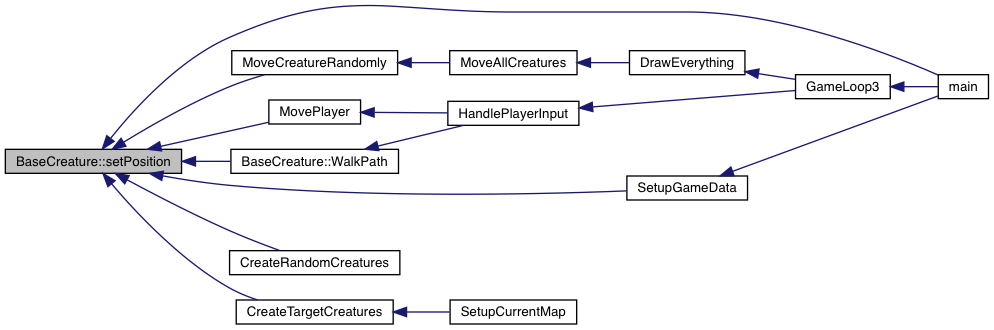 MoveCreatureRandomly
MoveAllCreatures
DrawEverything
GameLoop3
main
MovePlayer
HandlePlayerInput
BaseCreature::setPosition
BaseCreature::WalkPath
SetupGameData
CreateRandomCreatures
CreateTargetCreatures
SetupCurrentMap